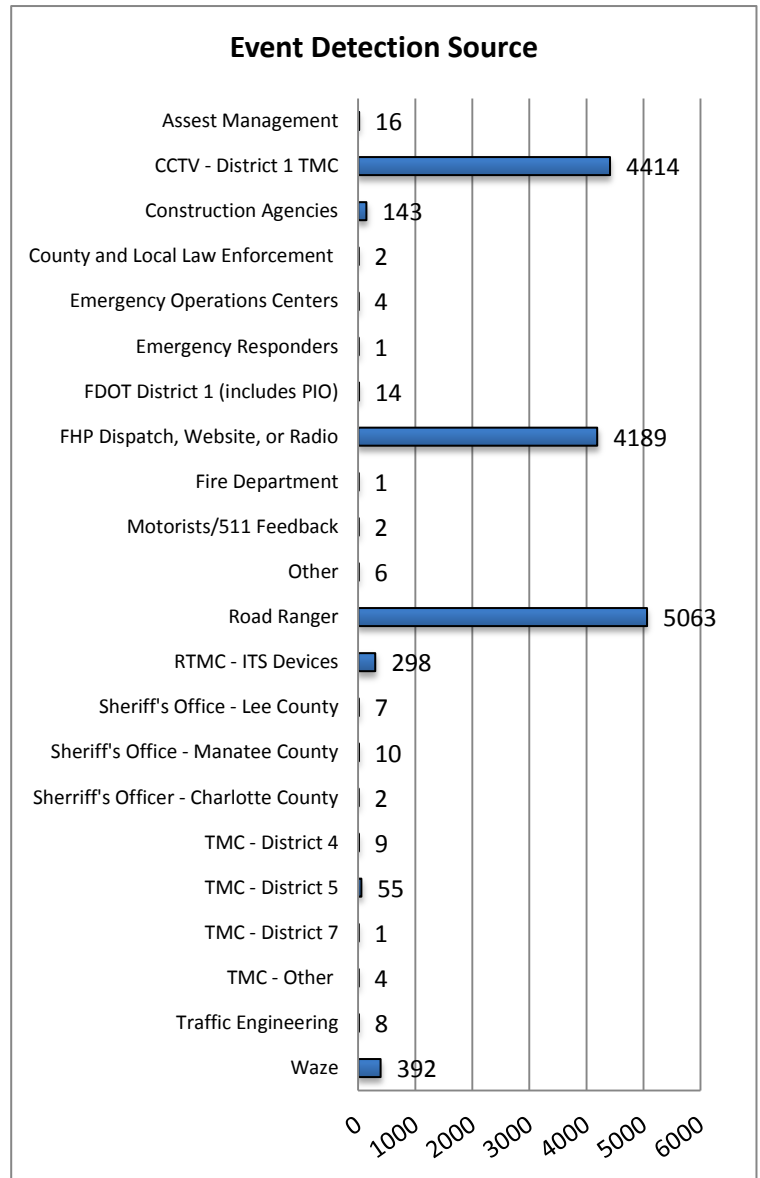 Event Detection Source
Assest Management 16
CCTV - District 1 TMC 4414
Construction Agencies 143
County and Local Law Enforcement 2
Emergency Operations Centers 4
Emergency Responders 1
FDOT District 1 (includes PIO) 14
FHP Dispatch, Website, or Radio 4189
Fire Department 1
Motorists/511 Feedback 2
Other 6
Road Ranger 5063
RTMC - ITS Devices 298
Sheriff's Office - Lee County 7
Sheriff's Office - Manatee County 10
Sherriff's Officer - Charlotte County 2
TMC - District 4 9
TMC - District 5 55
TMC - District 7 1
TMC - Other 4
Traffic Engineering 8
Waze 392
0 1000 2000 3000 4000 5000 6000